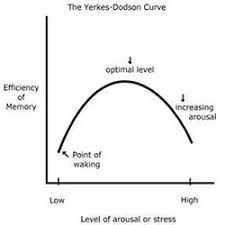 The Yerkes-Dodson Curve
optimal level
Efficiency
of
Memory
increasing
arousal
Point of
waking
Low
High
Level of arousal or stress